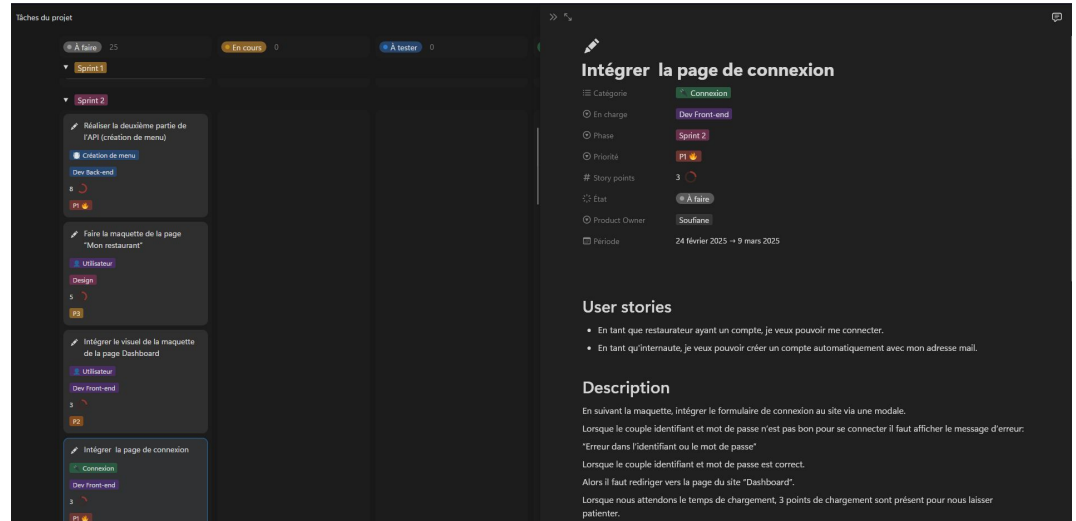 Tâches du projet
À faire 25
En cours 0
À tester 0
Sprint 1
Sprint 2
Réaliser la deuxième partie de
l'API (création de menu)
Création de menu
Dev Back-end
8
P1
Faire la maquette de la page
"Mon restaurant"
Utilisateur
Design
5
P3
Intégrer le visuel de la maquette
de la page Dashboard
Utilisateur
Dev Front-end
3
P2
Intégrer la page de connexion
Connexion
Dev Front-end
3
P1
Intégrer la page de connexion
Catégorie Connexion
En charge Dev Front-end
Phase Sprint 2
Priorité P1
# Story points 3
État À faire
Product Owner Soufiane
Période 24 février 2025 → 9 mars 2025
User stories
• En tant que restaurateur ayant un compte, je veux pouvoir me connecter.
• En tant qu'internaute, je veux pouvoir créer un compte automatiquement avec mon adresse mail.
Description
En suivant la maquette, intégrer le formulaire de connexion au site via une modale.
Lorsque le couple identifiant et mot de passe n'est pas bon pour se connecter il faut afficher le message d'erreur:
"Erreur dans l'identifiant ou le mot de passe"
Lorsque le couple identifiant et mot de passe est correct.
Alors il faut rediriger vers la page du site "Dashboard".
Lorsque nous attendons le temps de chargement, 3 points de chargement sont présent pour nous laisser
patienter.